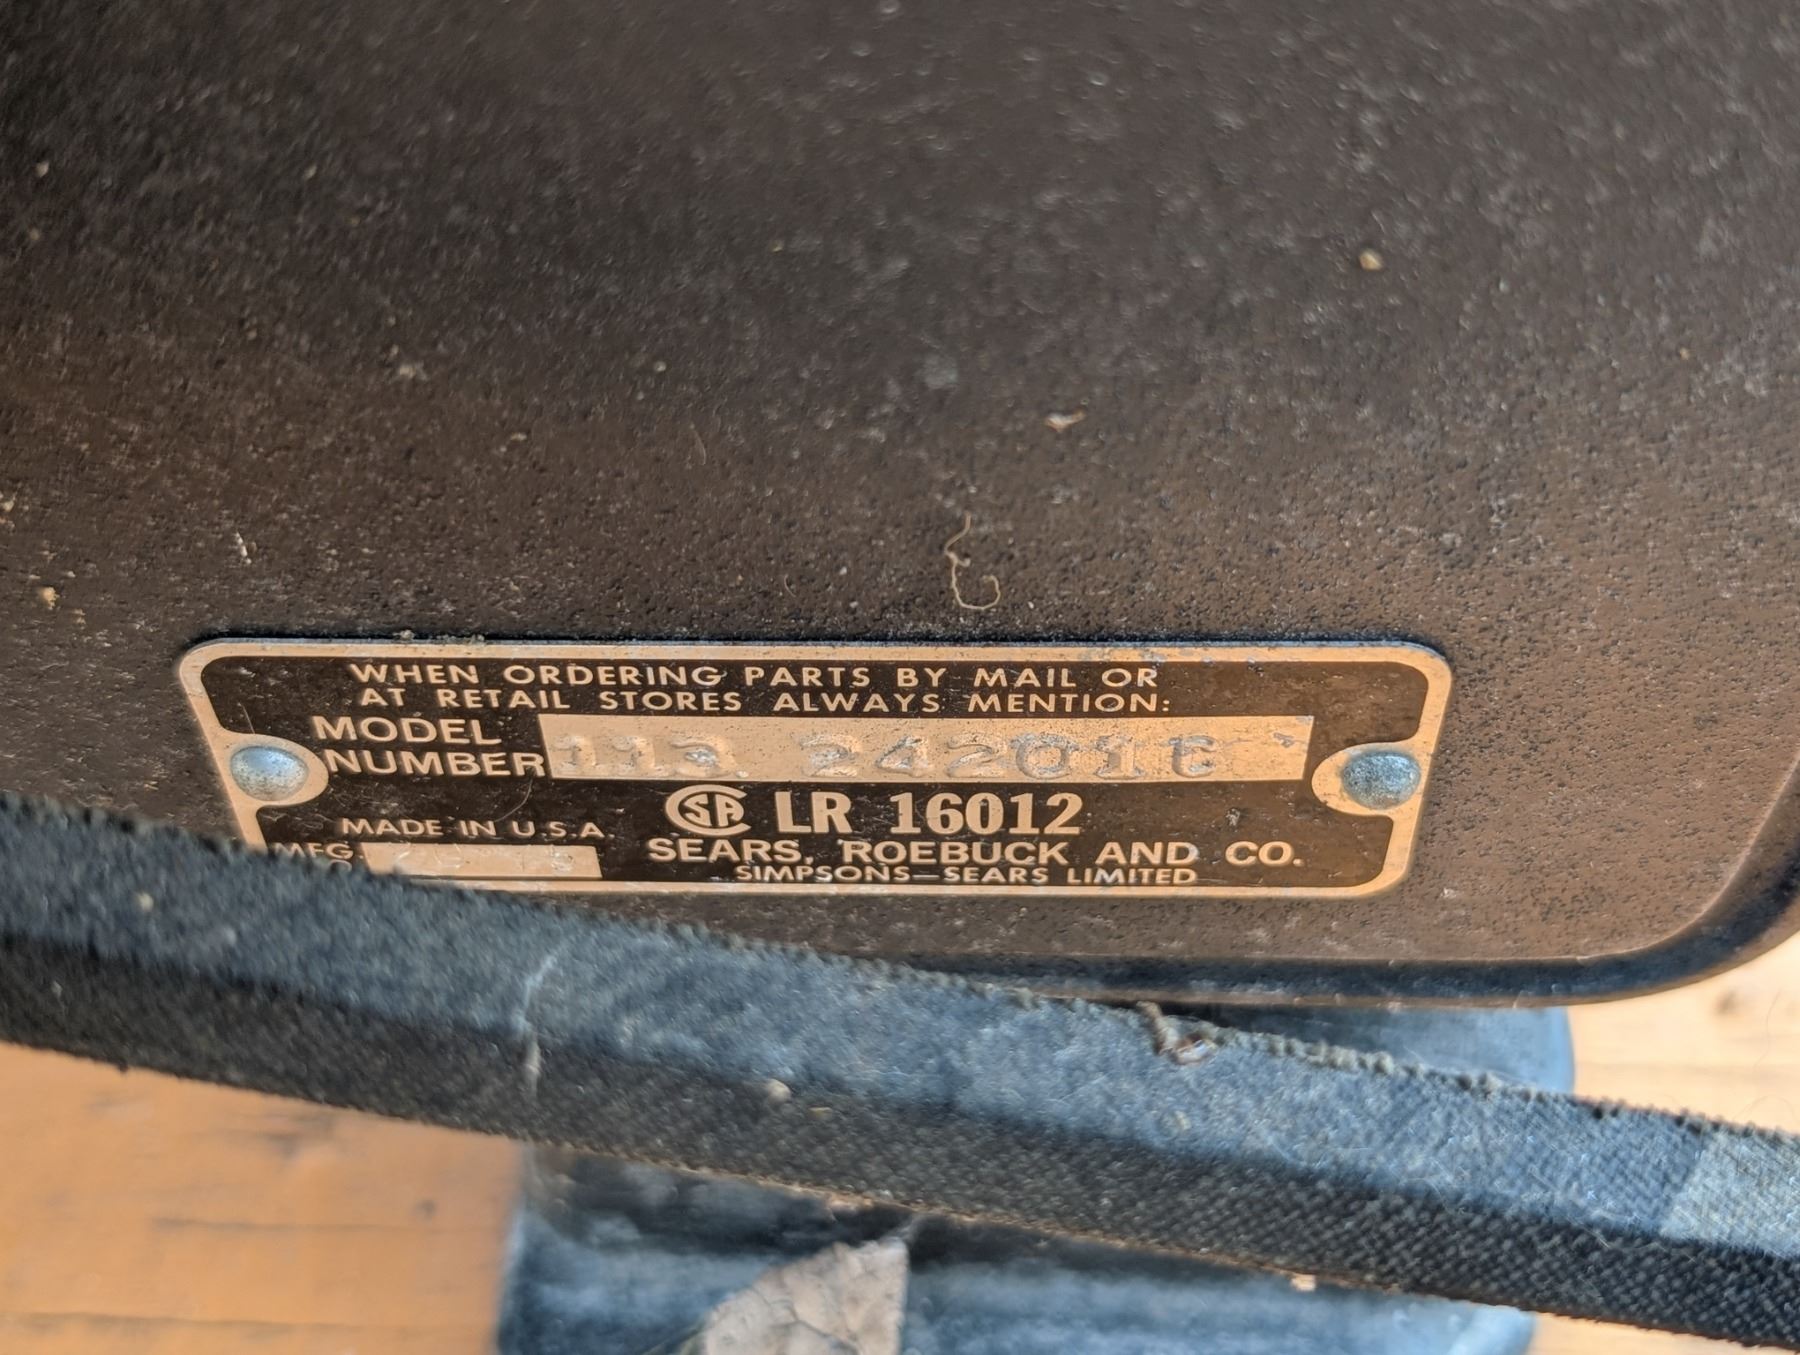 WHEN ORDERING PARTS BY MAIL OR
AT RETAIL STORES ALWAYS MENTION:
MODEL
NUMBER 113.
MADE IN U.S.A.
LR 16012
MFG.
SEARS, ROEBUCK AND CO.
SIMPSONS—SEARS LIMITED